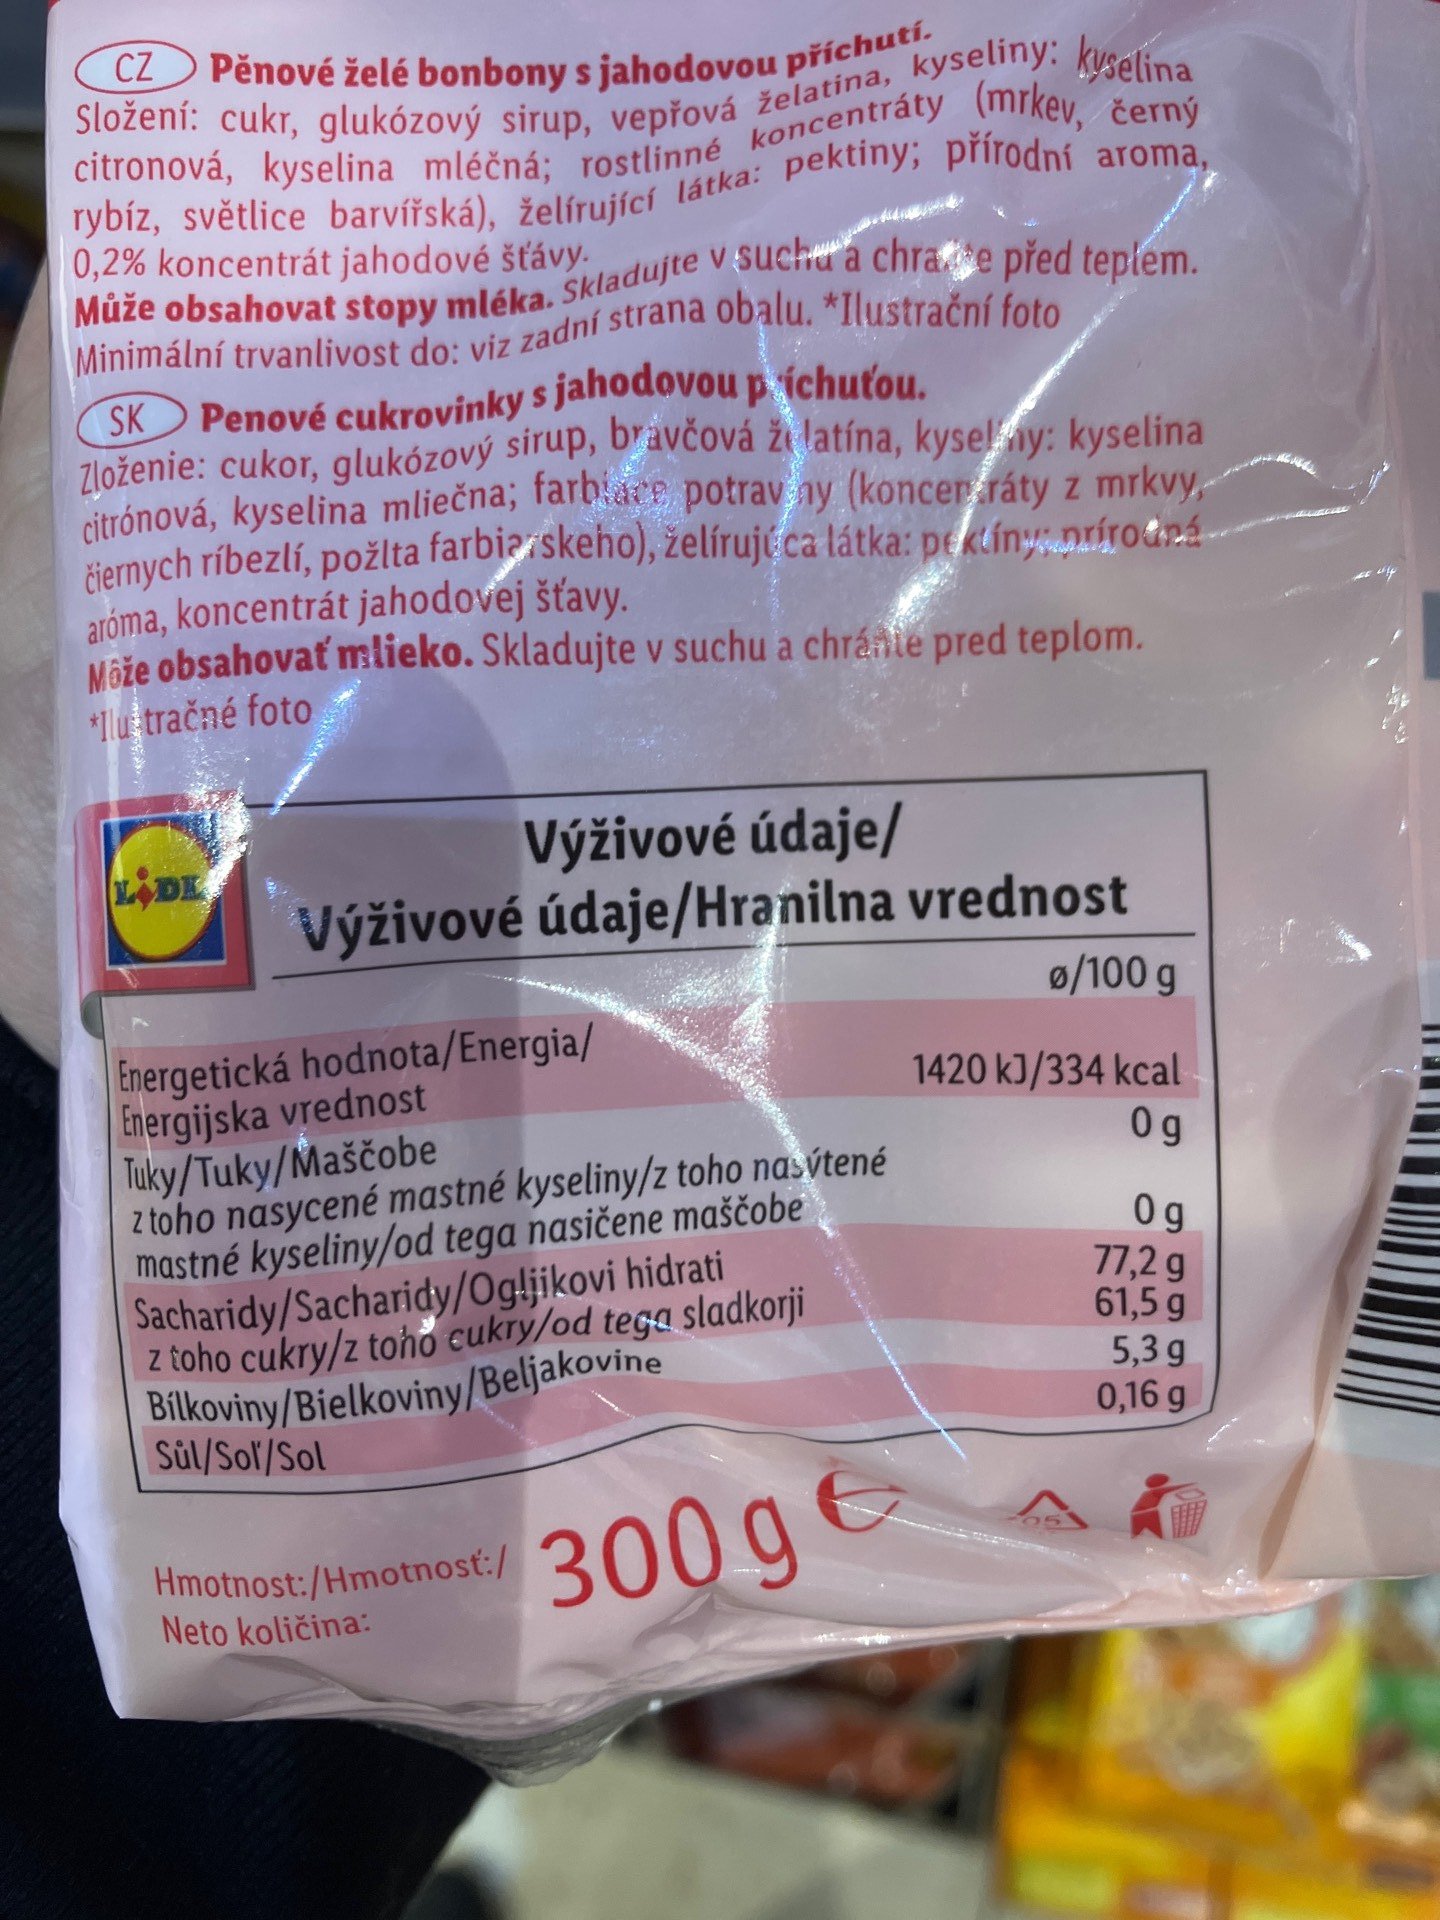 CZ Pěnové želé bonbony s jahodovou příchutí.
Složení: cukr, glukózový sirup, vepřová želatina, kyseliny: kyselina
citronová, kyselina mléčná; rostlinné koncentráty (mrkev, černý
rybíz, světlice barvířská), želírující látka: pektiny; přírodní aroma,
0,2% koncentrát jahodové šťávy.
Může obsahovat stopy mléka. Skladujte v suchu a chraňte před teplem.
Minimální trvanlivost do: viz zadní strana obalu. *Ilustrační foto
SK Penové cukrovinky s jahodovou príchuťou.
Zloženie: cukor, glukózový sirup, bravčová želatína, kyseliny: kyselina
citrónová, kyselina mliečna; farbiace potraviny (koncentráty z mrkvy,
čiernych ríbezlí, požlta farbiarskeho), želírujúca látka: pektíny; prírodná
aróma, koncentrát jahodovej šťavy.
Môže obsahovať mlieko. Skladujte v suchu a chráňte pred teplom.
*Ilustračné foto
LIDL
Výživové údaje/
Výživové údaje/Hranilna vrednost
ø/100 g
Energetická hodnota/Energia/
Energijska vrednost 1420 kJ/334 kcal
Tuky/Tuky/Maščobe 0 g
z toho nasycené mastné kyseliny/z toho nasýtené
mastné kyseliny/od tega nasičene maščobe 0 g
Sacharidy/Sacharidy/Ogljikovi hidrati 77,2 g
z toho cukry/z toho cukry/od tega sladkorji 61,5 g
Bílkoviny/Bielkoviny/Beljakovine 5,3 g
Sůl/Soľ/Sol 0,16 g
Hmotnost:/Hmotnosť:/
Neto količina:
300 g ℮
05